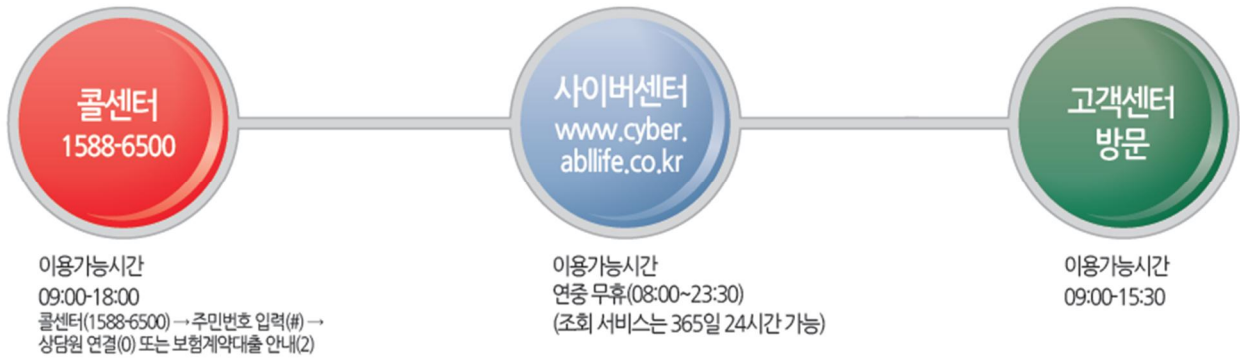 콜센터
1588-6500
이용가능시간
09:00-18:00
콜센터(1588-6500) → 주민번호 입력(#) →
상담원 연결(0) 또는 보험계약대출 안내(2)
사이버센터
www.cyber.
abllife.co.kr
이용가능시간
연중 무휴(08:00~23:30)
(조회 서비스는 365일 24시간 가능)
고객센터
방문
이용가능시간
09:00-15:30